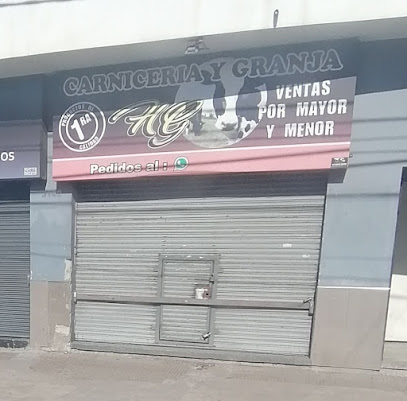 CARNICERIA Y GRANJA
1RA
HG
VENTAS
POR MAYOR
Y MENOR
Pedidos al :
OS